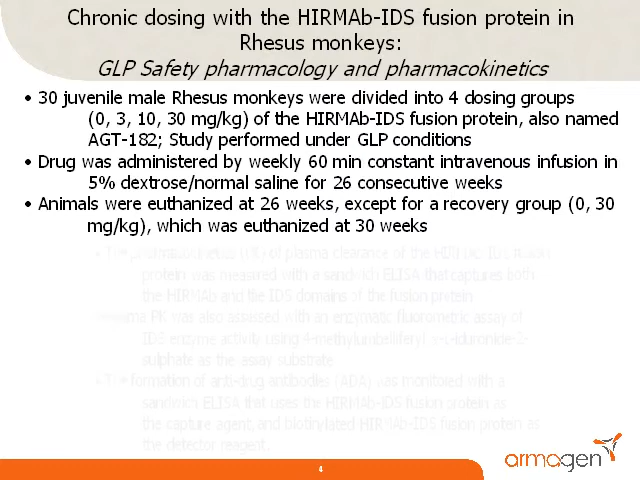 Chronic dosing with the HIRMAb-IDS fusion protein in
Rhesus monkeys:
GLP Safety pharmacology and pharmacokinetics
• 30 juvenile male Rhesus monkeys were divided into 4 dosing groups
(0, 3, 10, 30 mg/kg) of the HIRMAb-IDS fusion protein, also named
AGT-182; Study performed under GLP conditions
• Drug was administered by weekly 60 min constant intravenous infusion in
5% dextrose/normal saline for 26 consecutive weeks
• Animals were euthanized at 26 weeks, except for a recovery group (0, 30
mg/kg), which was euthanized at 30 weeks
• The pharmacokinetics (PK) of plasma clearance of the HIRMAb-IDS fusion
protein was measured with a sandwich ELISA that captures both
the HIRMAb and the IDS domains of the fusion protein
PK was also assessed with an enzymatic fluorometric assay of
IDS enzyme activity using 4-methylumbelliferyl
sulphate as the assay substrate
• The formation of anti-drug antibodies (ADA) was monitored with a
sandwich ELISA that uses the HIRMAb-IDS fusion protein as
the capture agent, and biotinylated HIRMAb-IDS fusion protein as
the detector reagent.
4
armagen